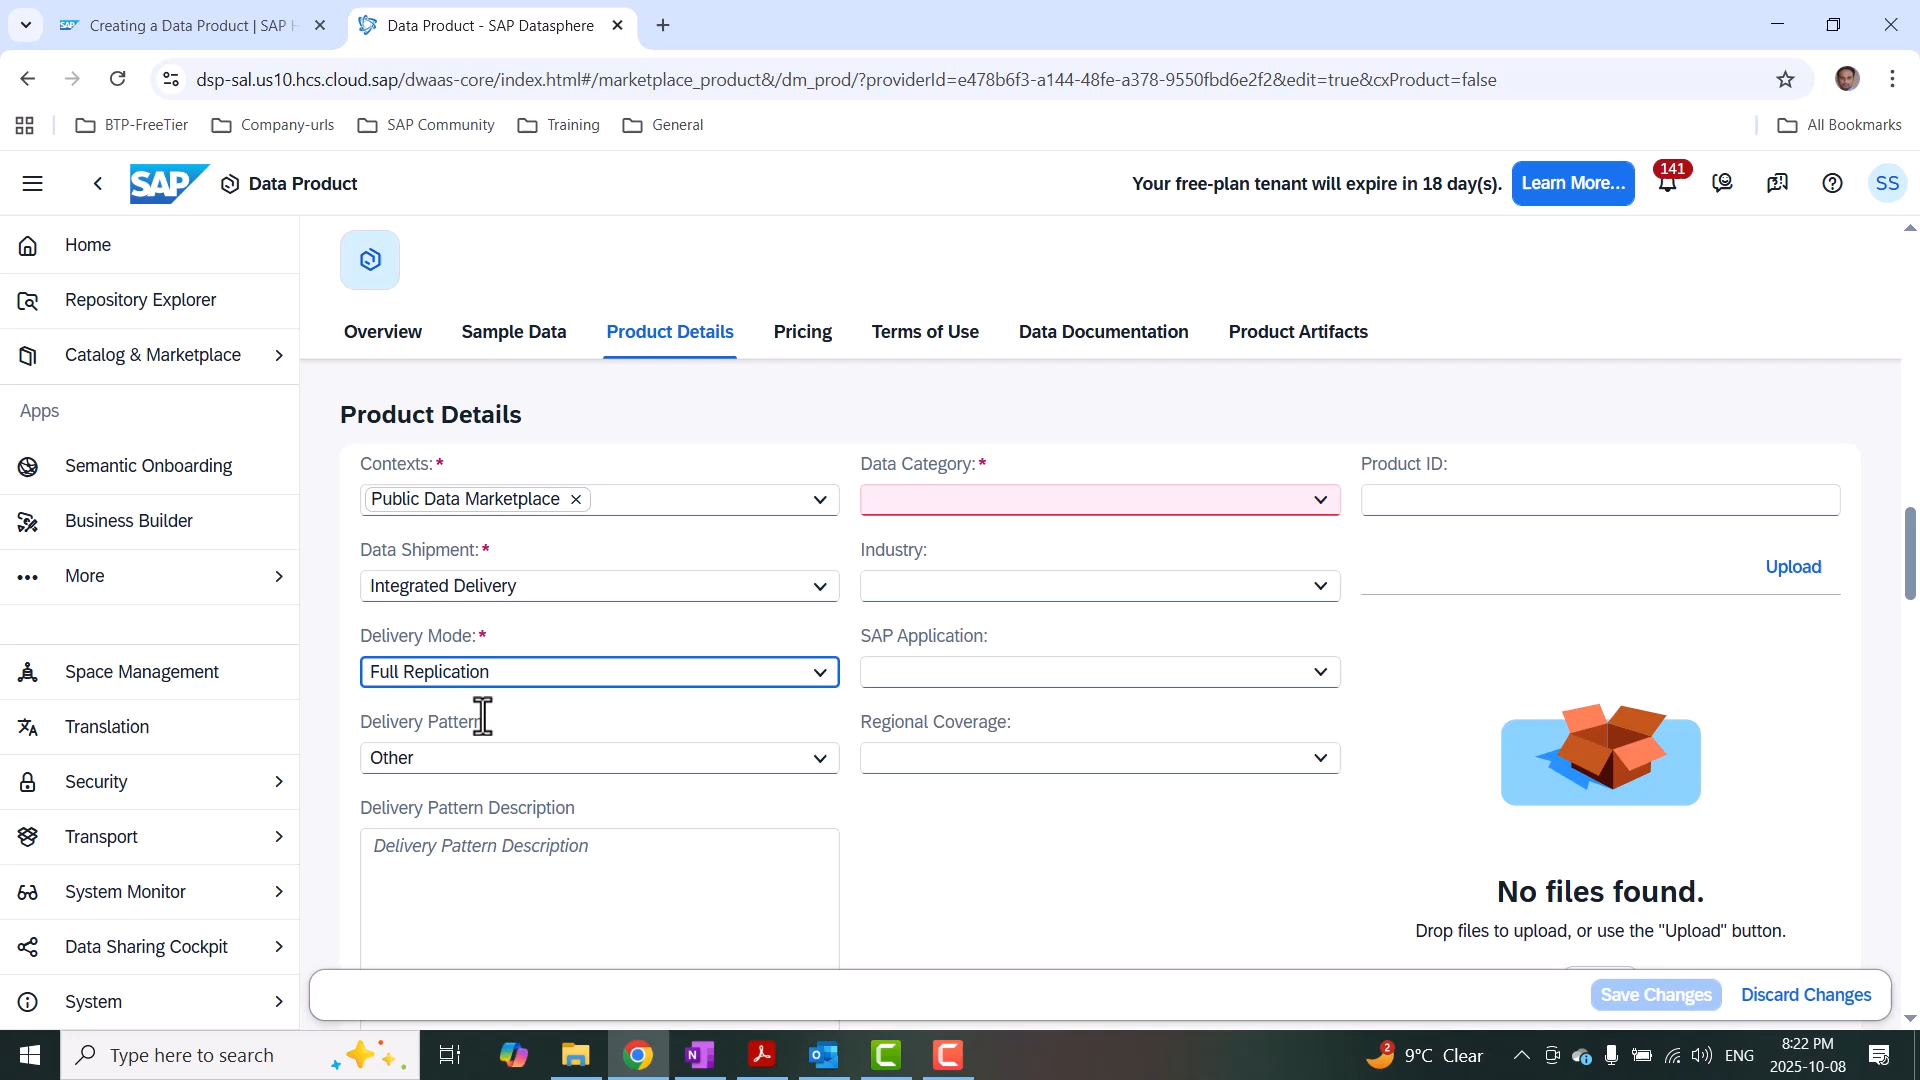 Creating a Data Product | SAP H
Data Product - SAP Datasphere
dsp-sal.us10.hcs.cloud.sap/dwaas-core/index.html#/marketplace_product&/dm_prod/?providerId=e478b6f3-a144-48fe-a378-9550fbd6e2f2&edit=true&cxProduct=false
BTP-FreeTier
Company-urls
SAP Community
Training
General
All Bookmarks
SAP
Data Product
Your free-plan tenant will expire in 18 day(s).
Learn More...
141
SS
Home
Repository Explorer
Catalog & Marketplace
Apps
Semantic Onboarding
Business Builder
More
Space Management
Translation
Security
Transport
System Monitor
Data Sharing Cockpit
System
Overview
Sample Data
Product Details
Pricing
Terms of Use
Data Documentation
Product Artifacts
Product Details
Contexts:*
Public Data Marketplace
Data Shipment:*
Integrated Delivery
Delivery Mode:*
Full Replication
Delivery Pattern
Other
Delivery Pattern Description
Delivery Pattern Description
Data Category:*
Industry:
SAP Application:
Regional Coverage:
Product ID:
Upload
No files found.
Drop files to upload, or use the "Upload" button.
Save Changes
Discard Changes
Type here to search
2
9°C Clear
ENG
8:22 PM
2025-10-08